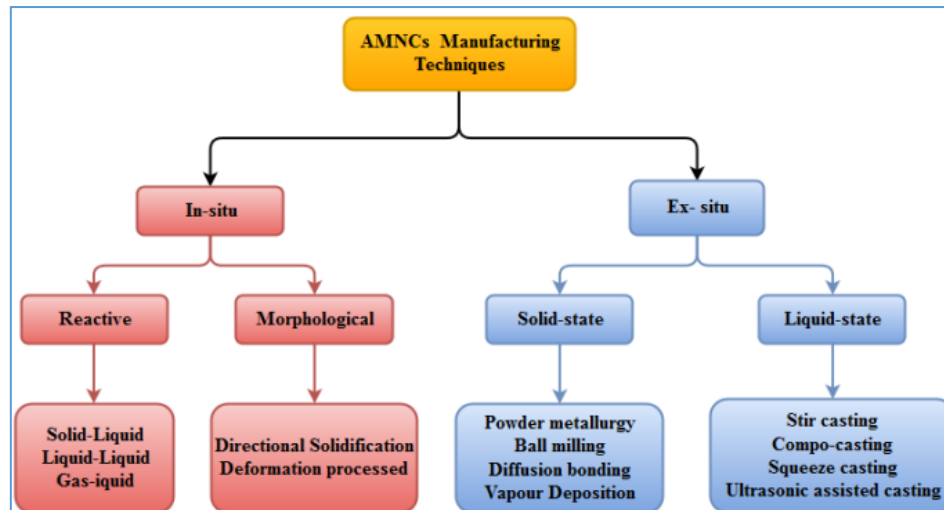 AMNCs Manufacturing
Techniques
In-situ
Ex- situ
Reactive
Morphological
Solid-state
Liquid-state
Solid-Liquid
Liquid-Liquid
Gas-iquid
Directional Solidification
Deformation processed
Powder metallurgy
Ball milling
Diffusion bonding
Vapour Deposition
Stir casting
Compo-casting
Squeeze casting
Ultrasonic assisted casting